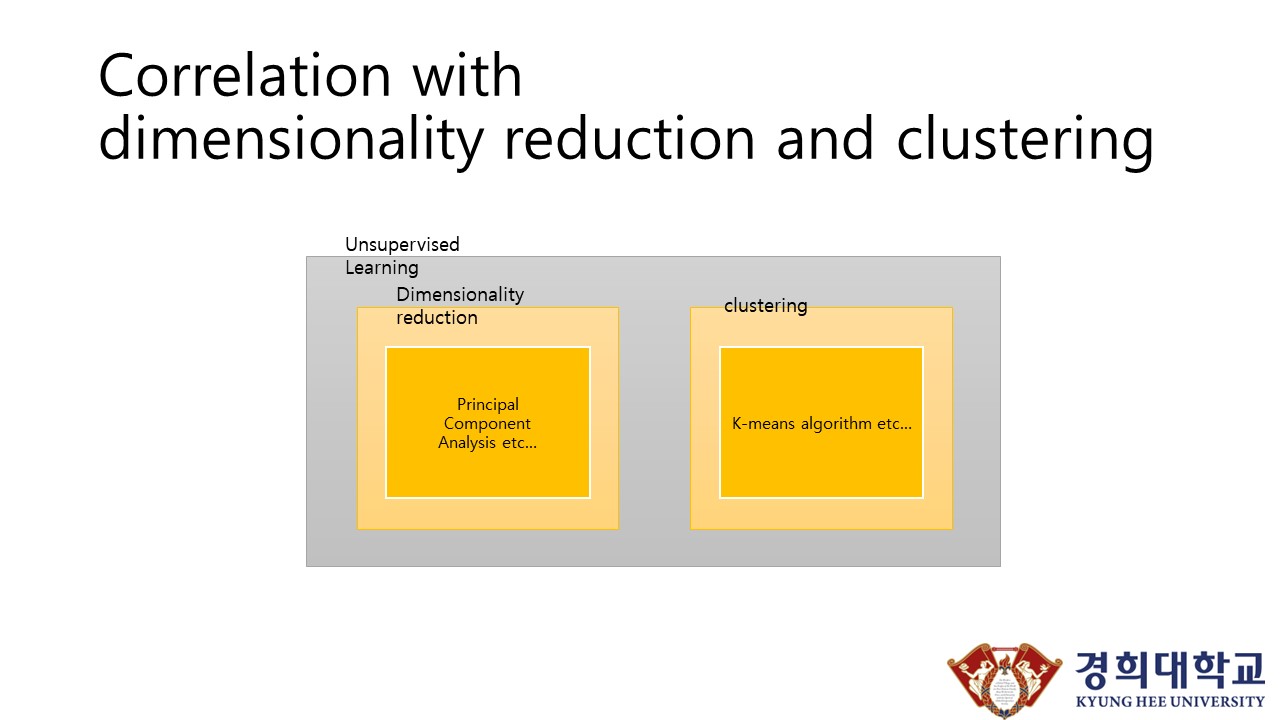 Correlation with
dimensionality reduction and clustering
Unsupervised
Learning
Dimensionality
reduction
clustering
Principal
Component
Analysis etc...
K-means algorithm etc...
경희대학교
KYUNG HEE UNIVERSITY